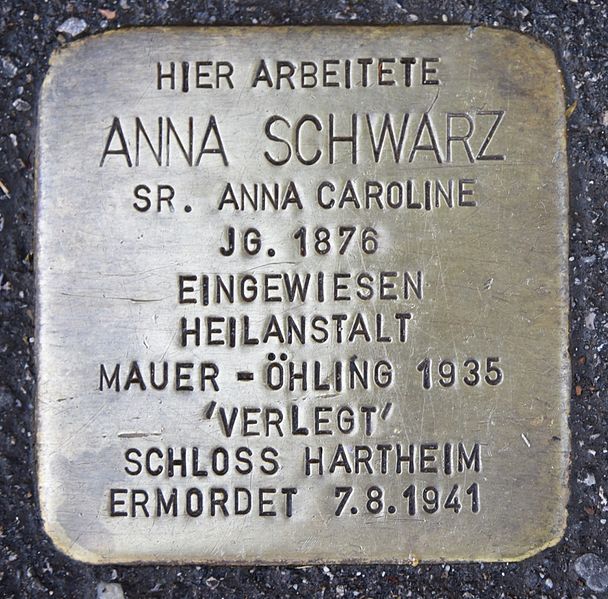 HIER ARBEITETE
ANNA SCHWARZ
SR. ANNA CAROLINE
JG. 1876
EINGEWIESEN
HEILANSTALT
MAUER - ÖHLING 1935
'VERLEGT'
SCHLOSS HARTHEIM
ERMORDET 7.8.1941